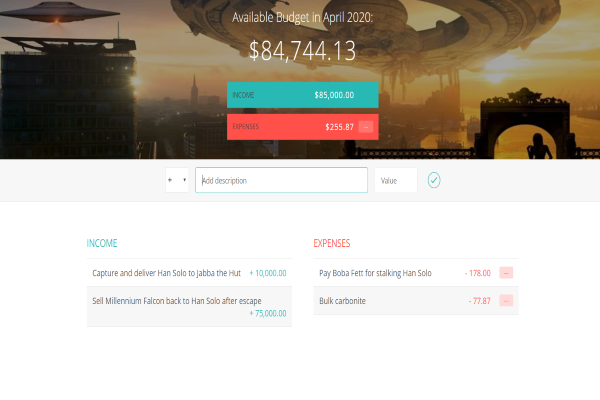 Available Budget in April 2020:
$84,744.13
INCOME $85,000.00
EXPENSES $255.87 --
+ Add description Value
INCOME
Capture and deliver Han Solo to Jabba the Hut + 10,000.00
Sell Millennium Falcon back to Han Solo after escape
+ 75,000.00
EXPENSES
Pay Boba Fett for stalking Han Solo - 178.00 --
Bulk carbonite - 77.87 --